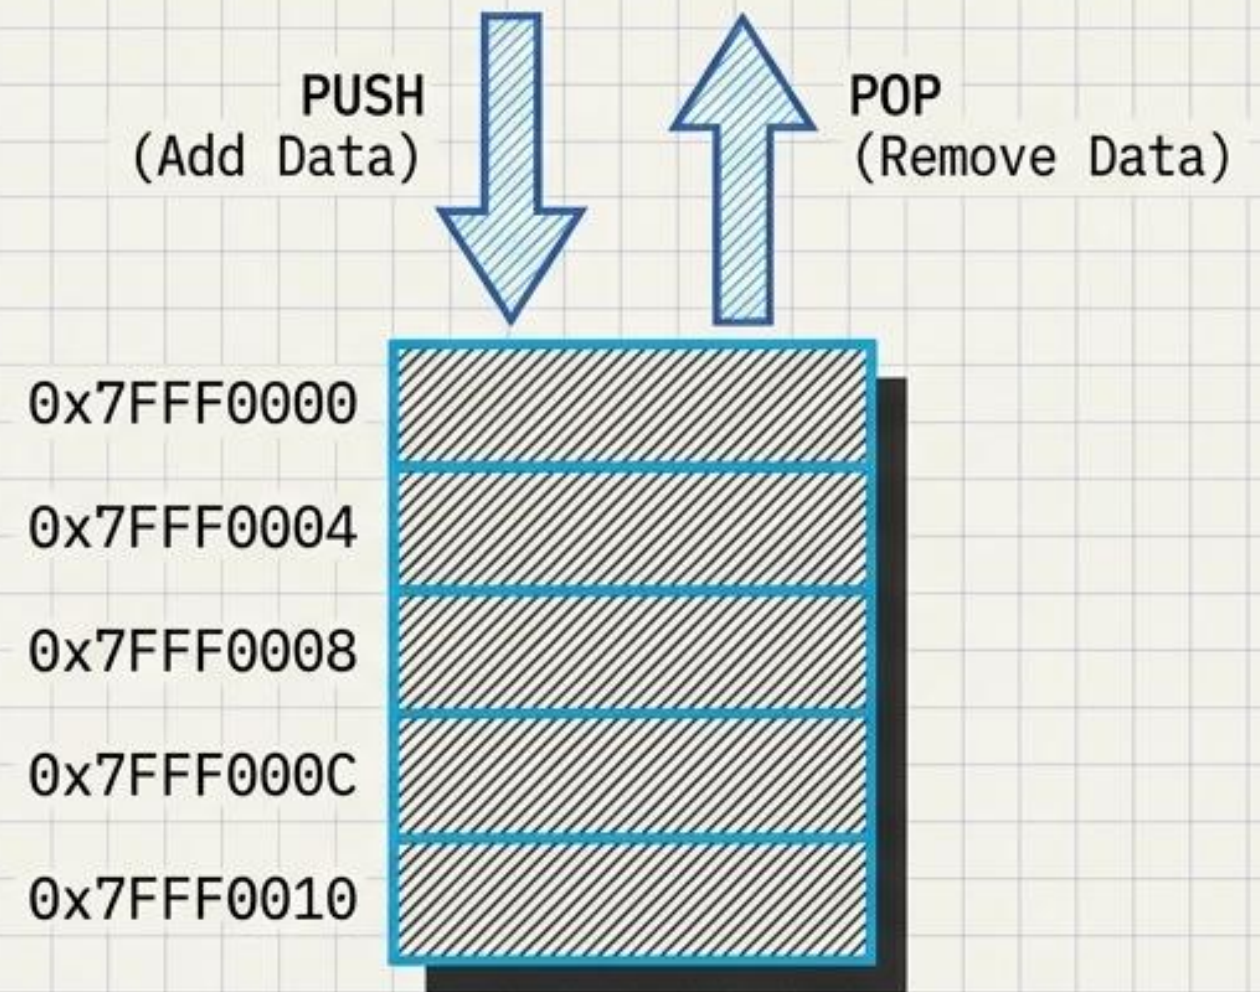 PUSH
(Add Data)
POP
(Remove Data)
0x7FFF0000
0x7FFF0004
0x7FFF0008
0x7FFF000C
0x7FFF0010